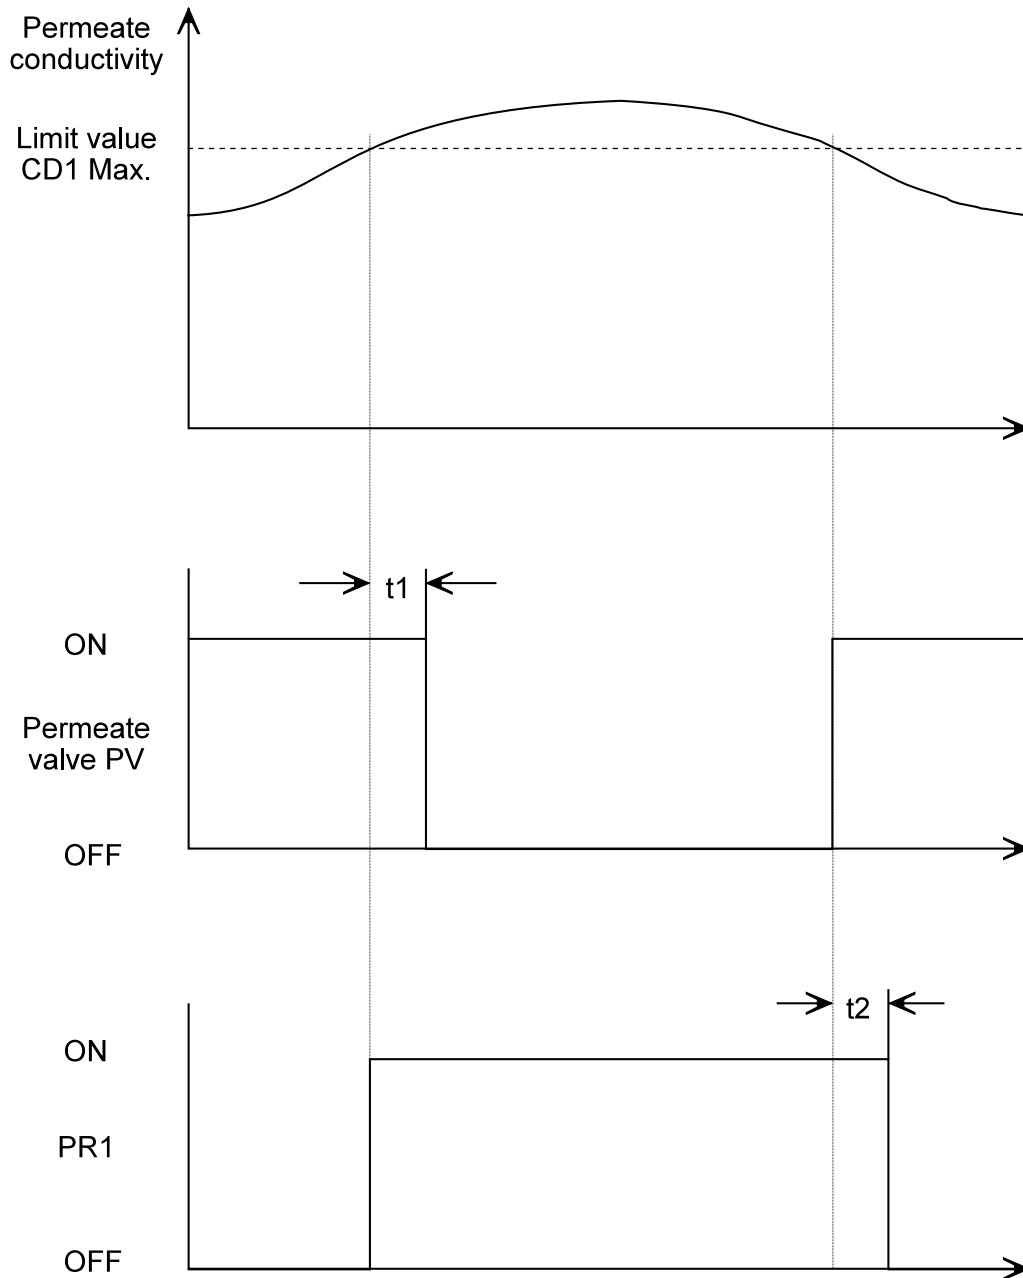 Permeate
conductivity
Limit value
CD1 Max.
t1
ON
Permeate
valve PV
OFF
t2
ON
PR1
OFF